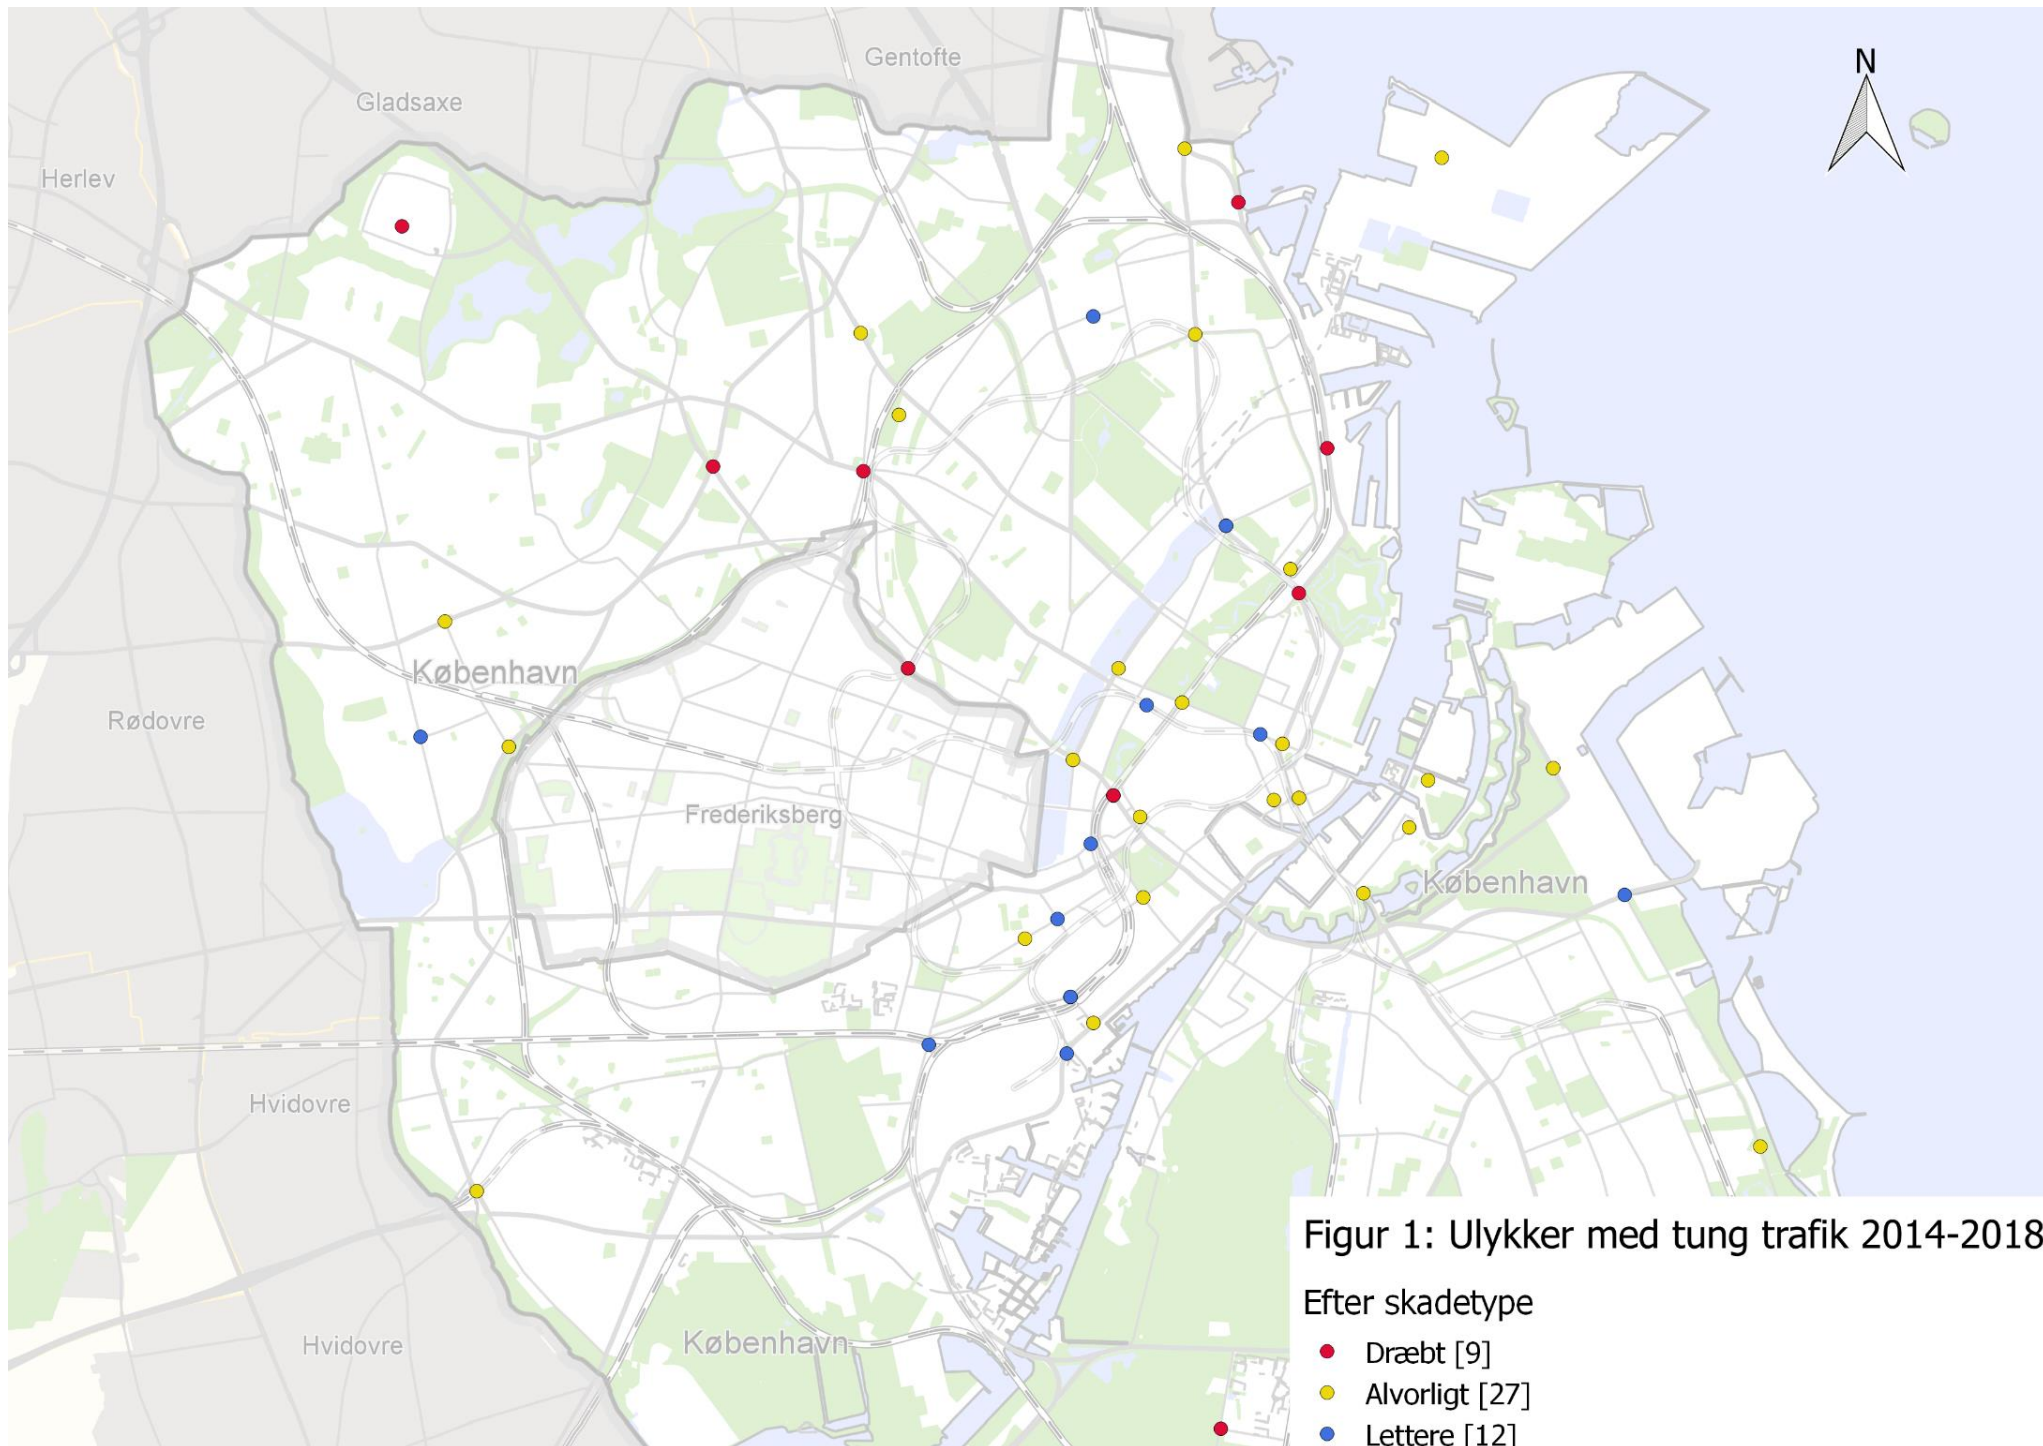 Gentofte
N
Gladsaxe
Herlev
København
Rødovre
Frederiksberg
København
Hvidovre
Hvidovre
København
Figur 1: Ulykker med tung trafik 2014-2018
Efter skadetype
Dræbt [9]
Alvorligt [27]
Lettere [12]